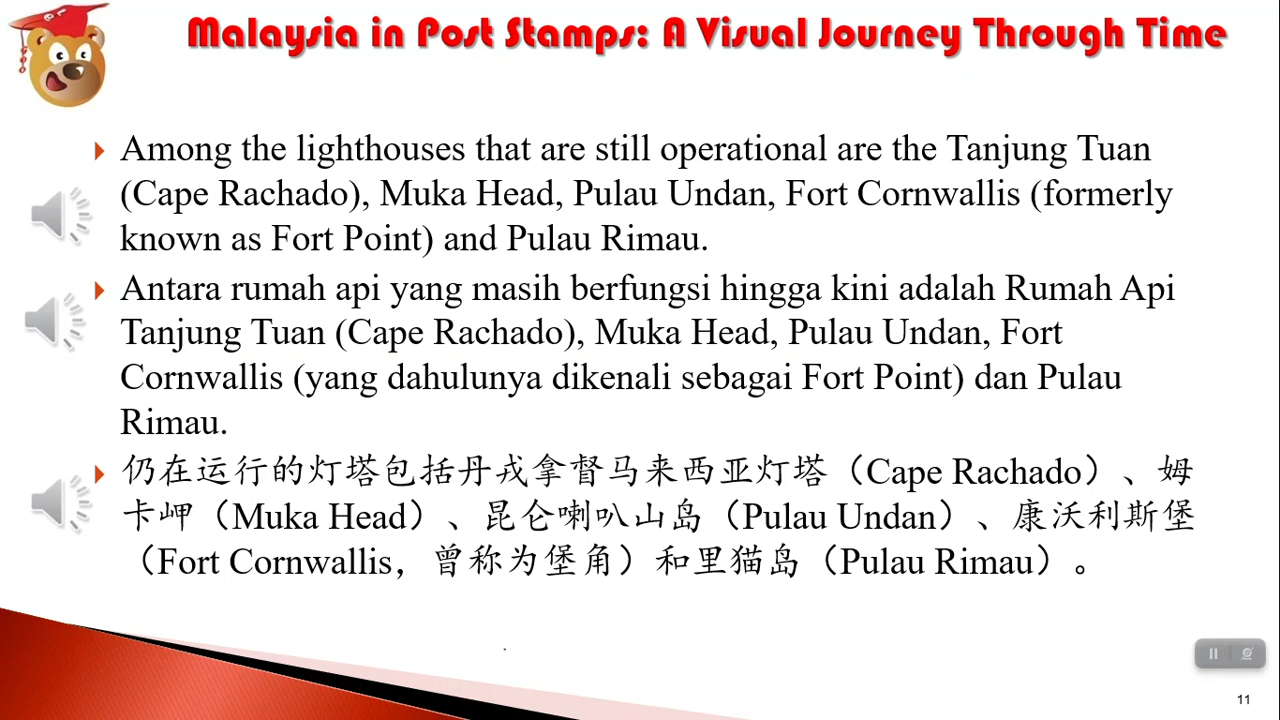 Malaysia in Post Stamps: A Visual Journey Through Time
Among the lighthouses that are still operational are the Tanjung Tuan
(Cape Rachado), Muka Head, Pulau Undan, Fort Cornwallis (formerly
known as Fort Point) and Pulau Rimau.
Antara rumah api yang masih berfungsi hingga kini adalah Rumah Api
Tanjung Tuan (Cape Rachado), Muka Head, Pulau Undan, Fort
Cornwallis (yang dahulunya dikenali sebagai Fort Point) dan Pulau
Rimau.
仍在运行的灯塔包括丹戎拿督马来西亚灯塔（Cape Rachado）、姆
卡岬（Muka Head）、昆仑喇叭山岛（Pulau Undan）、康沃利斯堡
（Fort Cornwallis，曾称为堡角）和里猫岛（Pulau Rimau）。
11